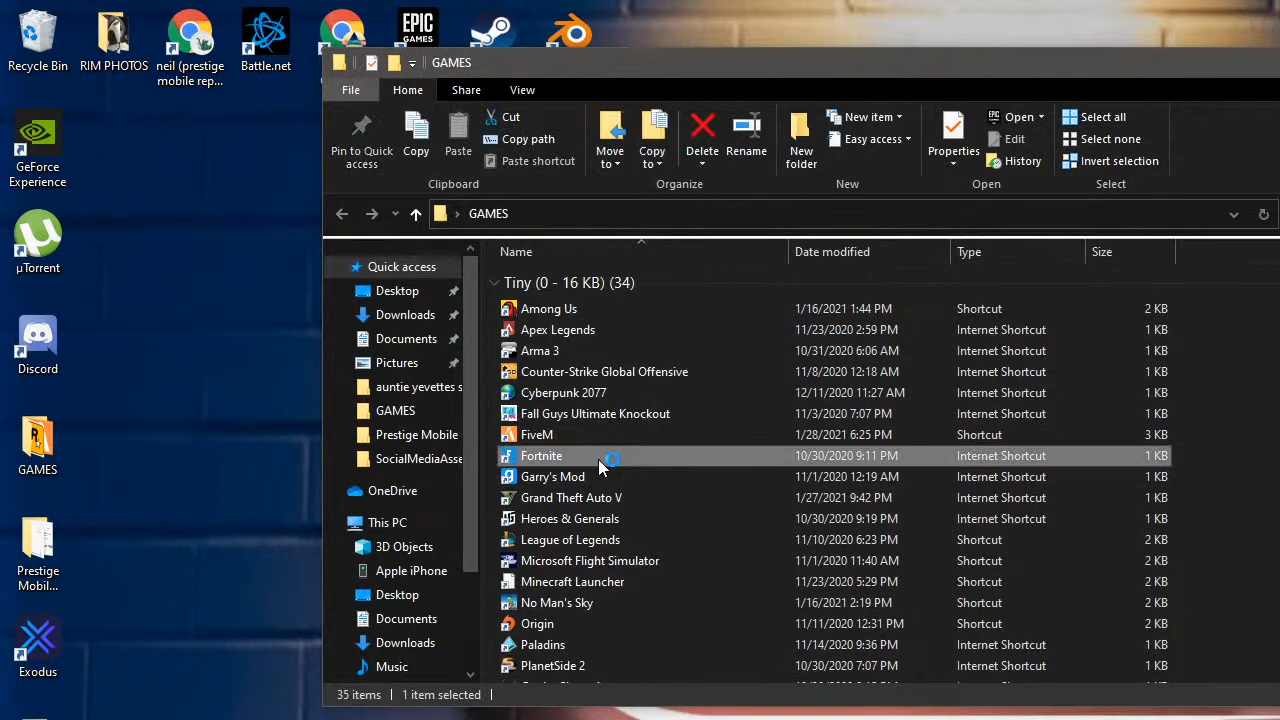 Recycle Bin
RIM PHOTOS
neil (prestige
mobile rep...
Battle.net
EPIC
GAMES
GeForce
Experience
µTorrent
Discord
GAMES
Prestige
Mobil...
Exodus
GAMES
File
Home
Share
View
Pin to Quick
access
Copy
Paste
Cut
Copy path
Paste shortcut
Clipboard
Move
to
Copy
to
Delete
Rename
Organize
New
folder
New item
Easy access
New
Properties
Open
Edit
History
Open
Select all
Select none
Invert selection
Select
GAMES
Quick access
Desktop
Downloads
Documents
Pictures
auntie yevettes s
GAMES
Prestige Mobile
SocialMediaAsse
OneDrive
This PC
3D Objects
Apple iPhone
Desktop
Documents
Downloads
Music
Name Date modified Type Size
Tiny (0 - 16 KB) (34)
Among Us 1/16/2021 1:44 PM Shortcut 2 KB
Apex Legends 11/23/2020 2:59 PM Internet Shortcut 1 KB
Arma 3 10/31/2020 6:06 AM Internet Shortcut 1 KB
Counter-Strike Global Offensive 11/8/2020 12:18 AM Internet Shortcut 1 KB
Cyberpunk 2077 12/11/2020 11:27 AM Internet Shortcut 1 KB
Fall Guys Ultimate Knockout 11/3/2020 7:07 PM Internet Shortcut 1 KB
FiveM 1/28/2021 6:25 PM Shortcut 3 KB
Fortnite 10/30/2020 9:11 PM Internet Shortcut 1 KB
Garry's Mod 11/1/2020 12:19 AM Internet Shortcut 1 KB
Grand Theft Auto V 1/27/2021 9:42 PM Internet Shortcut 1 KB
Heroes & Generals 10/30/2020 9:19 PM Internet Shortcut 1 KB
League of Legends 11/10/2020 6:23 PM Shortcut 2 KB
Microsoft Flight Simulator 11/1/2020 11:40 AM Internet Shortcut 1 KB
Minecraft Launcher 11/23/2020 5:29 PM Shortcut 2 KB
No Man's Sky 1/16/2021 2:19 PM Shortcut 2 KB
Origin 11/11/2020 12:31 PM Shortcut 2 KB
Paladins 11/14/2020 9:36 PM Internet Shortcut 1 KB
PlanetSide 2 10/30/2020 7:07 PM Internet Shortcut 1 KB
35 items 1 item selected